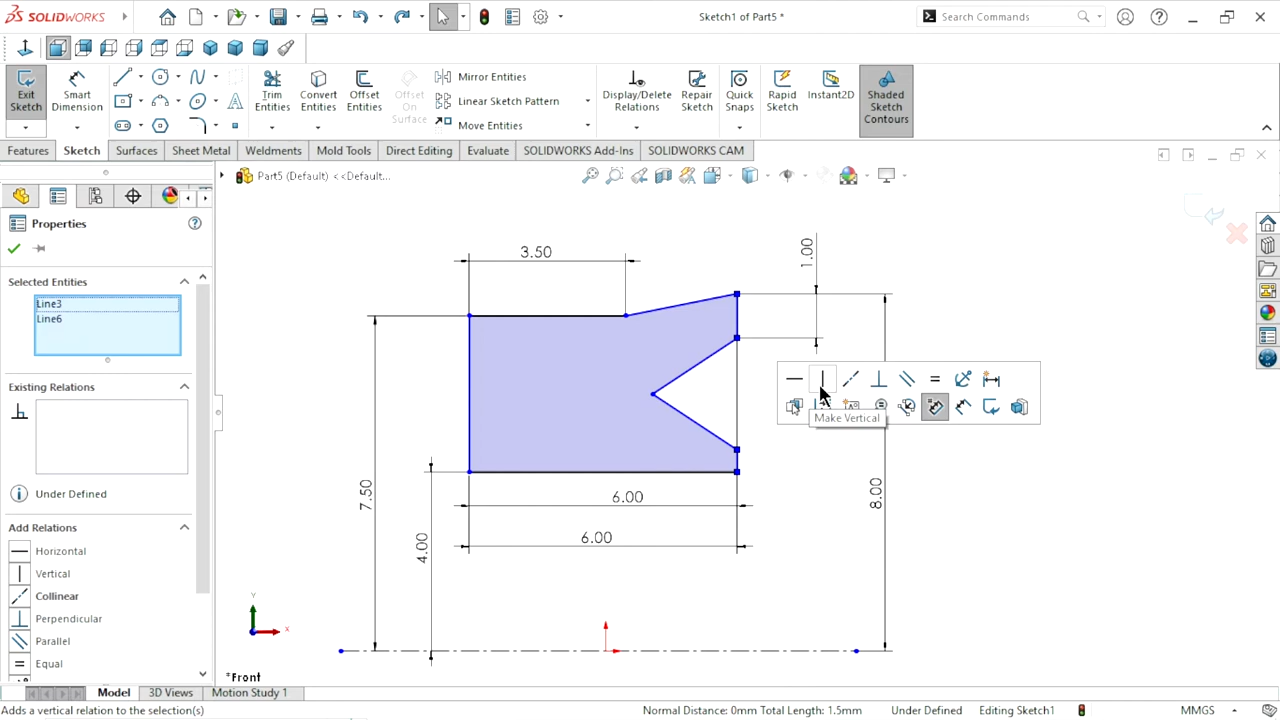 SOLIDWORKS
Sketch1 of Part5 *
Search Commands
Exit Sketch
Smart Dimension
Trim Entities
Convert Entities
Offset Entities
Offset On Surface
Mirror Entities
Linear Sketch Pattern
Move Entities
Display/Delete Relations
Repair Sketch
Quick Snaps
Rapid Sketch
Instant2D
Shaded Sketch Contours
Features
Sketch
Surfaces
Sheet Metal
Weldments
Mold Tools
Direct Editing
Evaluate
SOLIDWORKS Add-Ins
SOLIDWORKS CAM
Part5 (Default) <<Default...
Properties
Selected Entities
Line3
Line6
Existing Relations
Under Defined
Add Relations
Horizontal
Vertical
Collinear
Perpendicular
Parallel
Equal
3.50
1.00
7.50
4.00
6.00
6.00
8.00
Make Vertical
Y
X
*Front
Model
3D Views
Motion Study 1
Adds a vertical relation to the selection(s)
Normal Distance: 0mm Total Length: 1.5mm
Under Defined
Editing Sketch1
MMGS